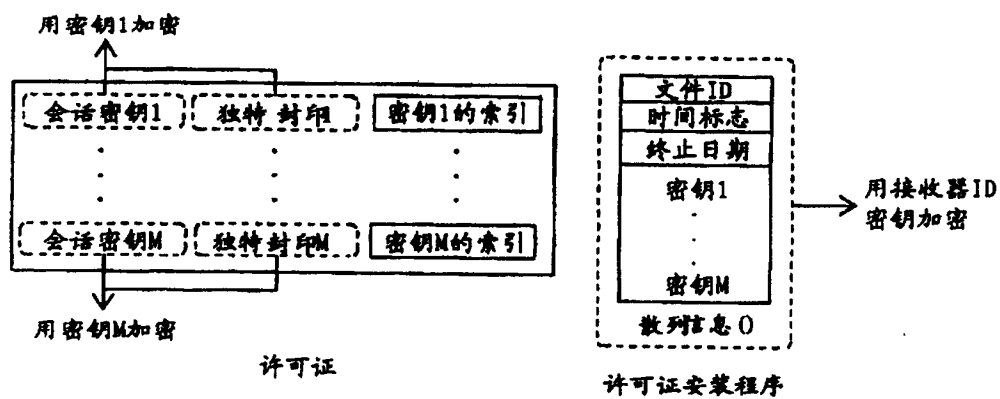 用密钥1加密
会话密钥1 独特封印1 密钥1的索引
会话密钥M 独特封印M 密钥M的索引
用密钥M加密
许可证
文件ID
时间标志
终止日期
密钥1
密钥M
散列信息()
用接收器ID
密钥加密
许可证安装程序